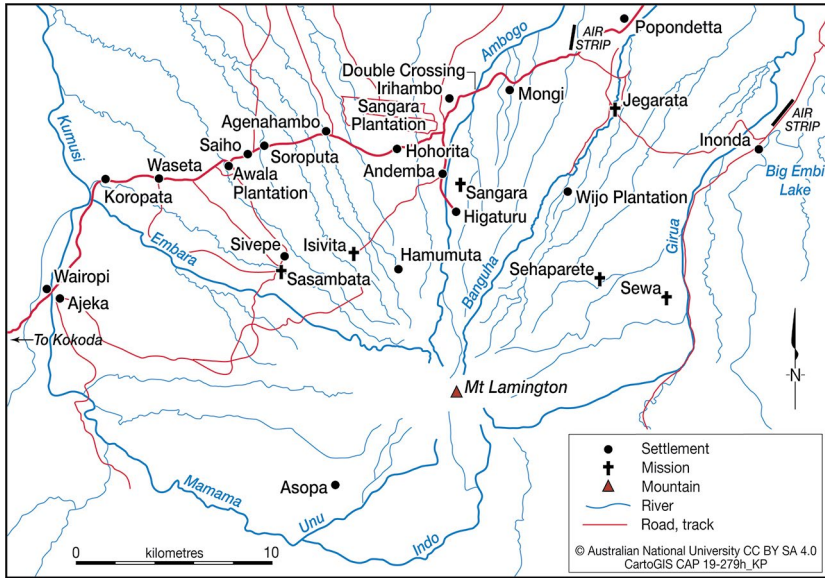 Popondetta
AIR
STRIP
Ambogo
Double Crossing
Irihambo
Mongi
Sangara
Plantation
Jegarata
Kumusi
Agenahambo
AIR
STRIP
Inonda
Saiho
Soroputa
Hohorita
Waseta
Awala
Plantation
Andemba
Big Embi
Lake
Koropata
Sangara
Wijo Plantation
Higaturu
Embara
Sivepe
Isivita
Hamumuta
Banguha
Girua
Wairopi
Sasambata
Sehaparete
Sewa
Ajeka
To Kokoda
N
Mt Lamington
Mamama
Asopa
Unu
Indo
Settlement
Mission
Mountain
River
Road, track
0 kilometres 10
© Australian National University CC BY SA 4.0
CartoGIS CAP 19-279h_KP